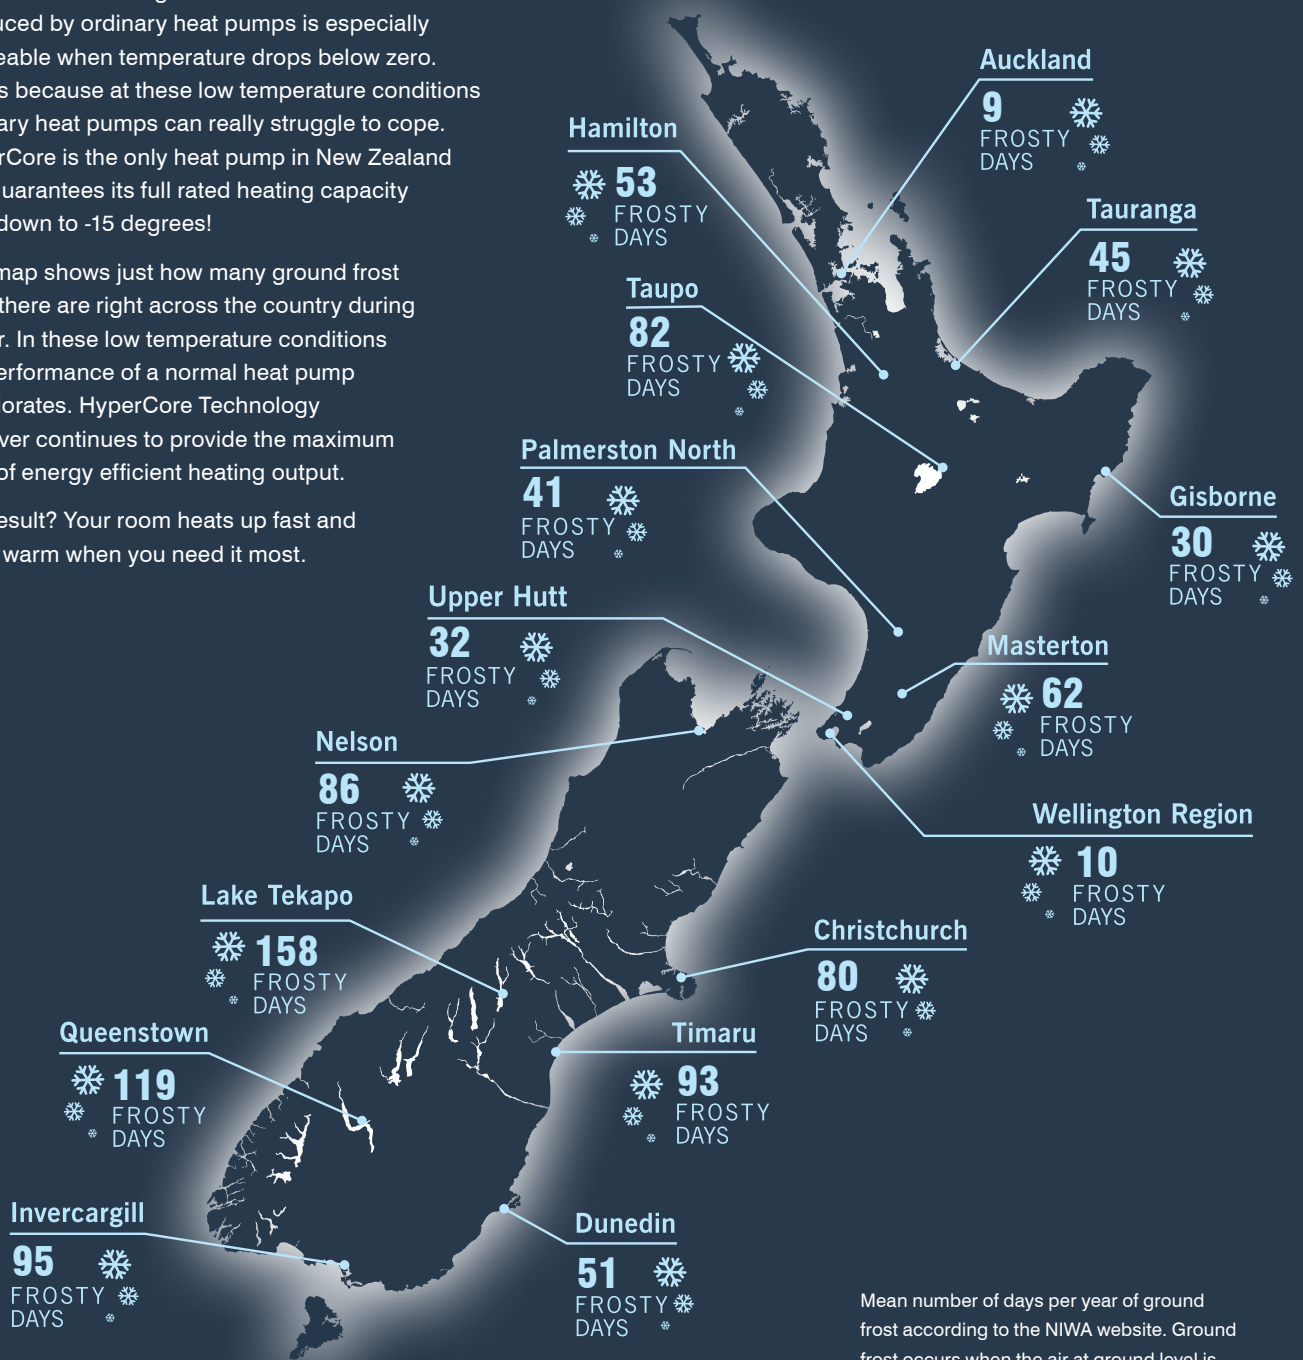 by ordinary heat pumps is especially
when temperature drops below zero.
because at these low temperature conditions
heat pumps can really struggle to cope.
is the only heat pump in New Zealand
its full rated heating capacity
down to -15 degrees!
map shows just how many ground frost
there are right across the country during
In these low temperature conditions
of a normal heat pump
HyperCore Technology
continues to provide the maximum
of energy efficient heating output.
Your room heats up fast and
warm when you need it most.
Auckland
9
FROSTY
DAYS
Hamilton
53
FROSTY
DAYS
Tauranga
45
FROSTY
DAYS
Taupo
82
FROSTY
DAYS
Palmerston North
41
FROSTY
DAYS
Gisborne
30
FROSTY
DAYS
Upper Hutt
32
FROSTY
DAYS
Masterton
62
FROSTY
DAYS
Nelson
86
FROSTY
DAYS
Wellington Region
10
FROSTY
DAYS
Lake Tekapo
158
FROSTY
DAYS
Christchurch
80
FROSTY
DAYS
Queenstown
119
FROSTY
DAYS
Timaru
93
FROSTY
DAYS
Invercargill
95
FROSTY
DAYS
Dunedin
51
FROSTY
DAYS
Mean number of days per year of ground
frost according to the NIWA website. Ground
frost occurs when the air at ground level is